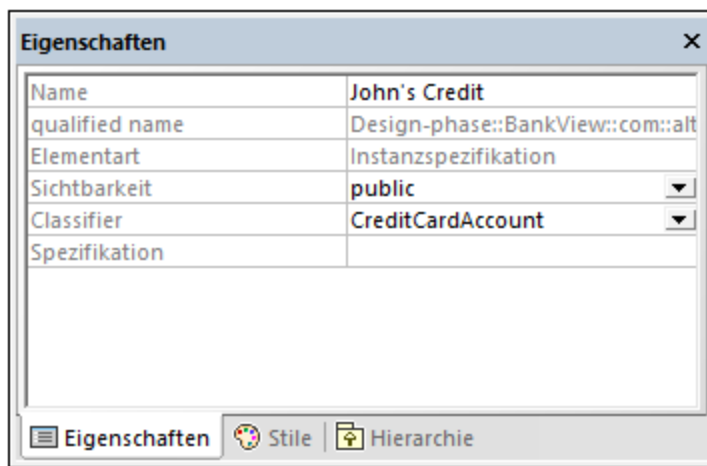 Eigenschaften
Name John's Credit
qualified name Design-phase::BankView::com::alt
Elementart Instanzspezifikation
Sichtbarkeit public
Classifier CreditCardAccount
Spezifikation
Eigenschaften Stile Hierarchie